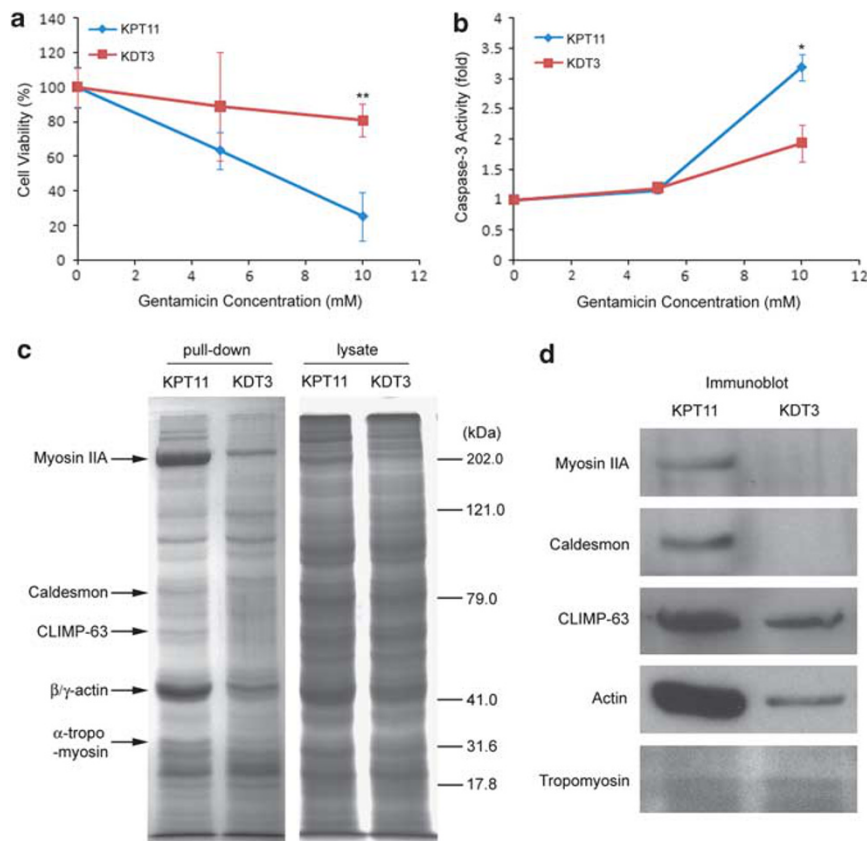 a
140
120
100
80
60
40
20
0
Cell Viability (%)
KPT11
KDT3
**
0 2 4 6 8 10 12
Gentamicin Concentration (mM)
b
4
3.5
3
2.5
2
1.5
1
0.5
0
Caspase-3 Activity (fold)
KPT11
KDT3
*
0 2 4 6 8 10 12
Gentamicin Concentration (mM)
c
pull-down lysate
KPT11 KDT3 KPT11 KDT3
(kDa)
Myosin IIA
Caldesmon
CLIMP-63
β/γ-actin
α-tropo
-myosin
202.0
121.0
79.0
41.0
31.6
17.8
d
Immunoblot
KPT11 KDT3
Myosin IIA
Caldesmon
CLIMP-63
Actin
Tropomyosin